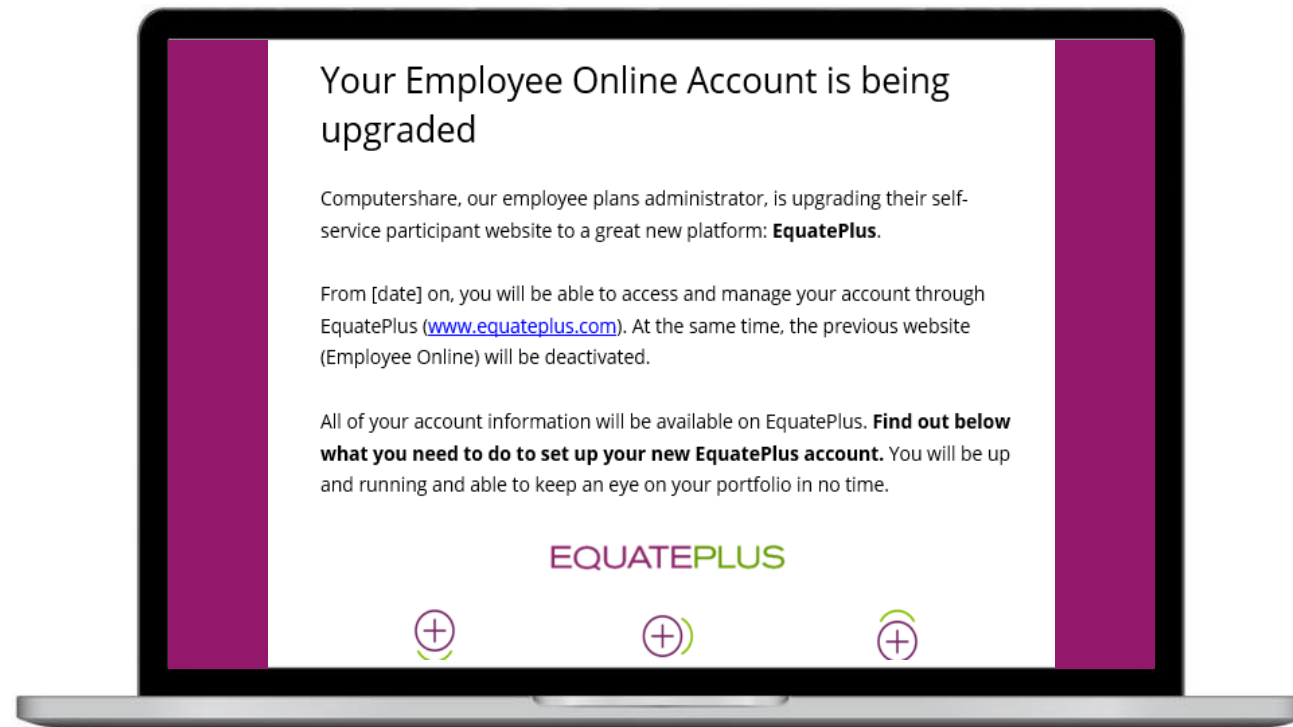 Your Employee Online Account is being
upgraded
Computershare, our employee plans administrator, is upgrading their self-
service participant website to a great new platform: EquatePlus.
From [date] on, you will be able to access and manage your account through
EquatePlus (www.equateplus.com). At the same time, the previous website
(Employee Online) will be deactivated.
All of your account information will be available on EquatePlus. Find out below
what you need to do to set up your new EquatePlus account. You will be up
and running and able to keep an eye on your portfolio in no time.
EQUATEPLUS